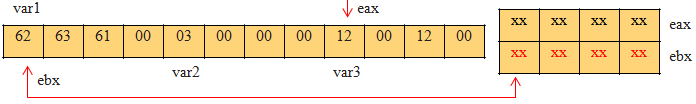 var1 eax
62 63 61 00 03 00 00 00 12 00 12 00
xx xx xx xx eax
xx xx xx xx ebx
ebx var2 var3